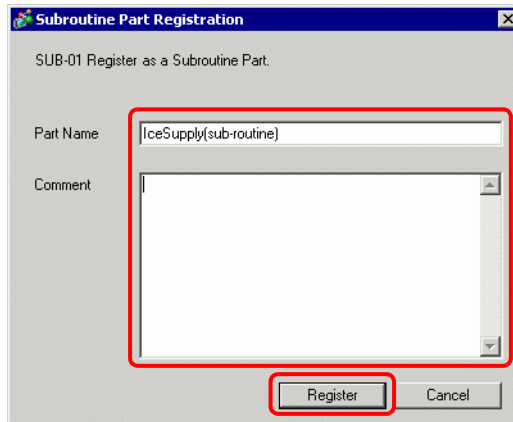 Subroutine Part Registration
SUB-01 Register as a Subroutine Part.
Part Name
IceSupply(sub-routine)
Comment
Register
Cancel